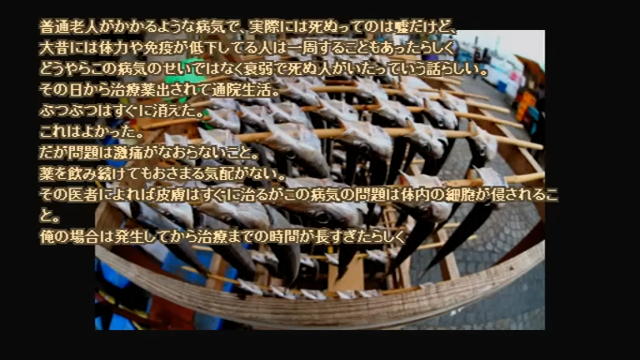 普通老人がかかるような病気で、実際には死ぬってのは嘘だけど、
大昔には体力や免疫が低下してる人は一周することもあったらしく
どうやらこの病気のせいではなく衰弱で死ぬ人がいたっていう話らしい。
その日から治療薬出されて通院生活。
ぶつぶつはすぐに消えた。
これはよかった。
だが問題は激痛がなおらないこと。
薬を飲み続けてもおさまる気配がない。
その医者によれば皮膚はすぐに治るがこの病気の問題は体内の細胞が侵されるこ
と。
俺の場合は発生してから治療までの時間が長すぎたらしく